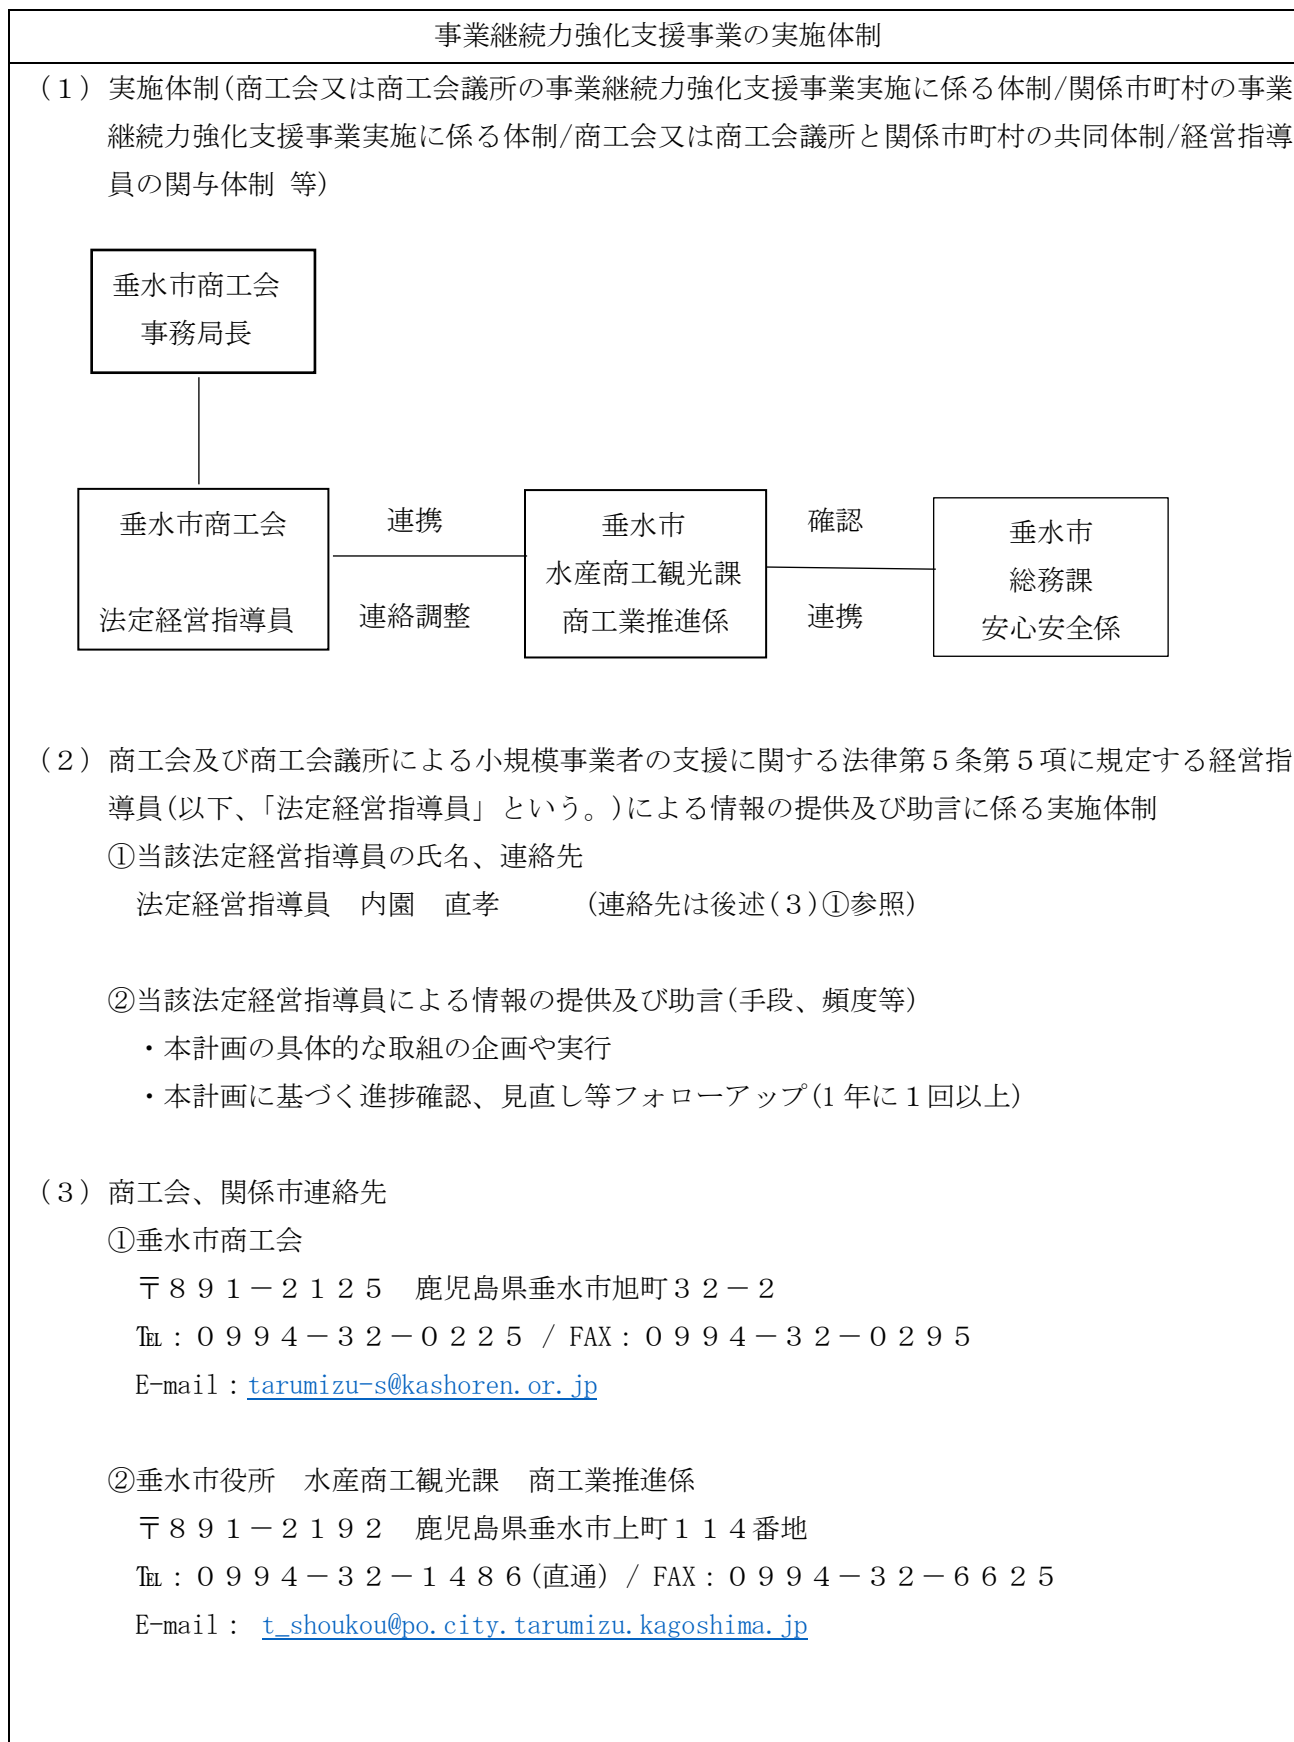 事業継続力強化支援事業の実施体制
（１）実施体制(商工会又は商工会議所の事業継続力強化支援事業実施に係る体制/関係市町村の事業
継続力強化支援事業実施に係る体制/商工会又は商工会議所と関係市町村の共同体制/経営指導
員の関与体制 等)
垂水市商工会
事務局長
垂水市商工会
法定経営指導員
連携
連絡調整
垂水市
水産商工観光課
商工業推進係
確認
連携
垂水市
総務課
安心安全係
（２）商工会及び商工会議所による小規模事業者の支援に関する法律第５条第５項に規定する経営指
導員(以下、「法定経営指導員」という。)による情報の提供及び助言に係る実施体制
①当該法定経営指導員の氏名、連絡先
法定経営指導員　内園　直孝　　　(連絡先は後述(３)①参照)
②当該法定経営指導員による情報の提供及び助言(手段、頻度等)
・本計画の具体的な取組の企画や実行
・本計画に基づく進捗確認、見直し等フォローアップ(1 年に１回以上)
（３）商工会、関係市連絡先
①垂水市商工会
〒８９１－２１２５　鹿児島県垂水市旭町３２－２
℡：０９９４－３２－０２２５ / FAX：０９９４－３２－０２９５
E-mail：tarumizu-s@kashoren.or.jp
②垂水市役所　水産商工観光課　商工業推進係
〒８９１－２１９２　鹿児島県垂水市上町１１４番地
℡：０９９４－３２－１４８６(直通) / FAX：０９９４－３２－６６２５
E-mail： t_shoukou@po.city.tarumizu.kagoshima.jp